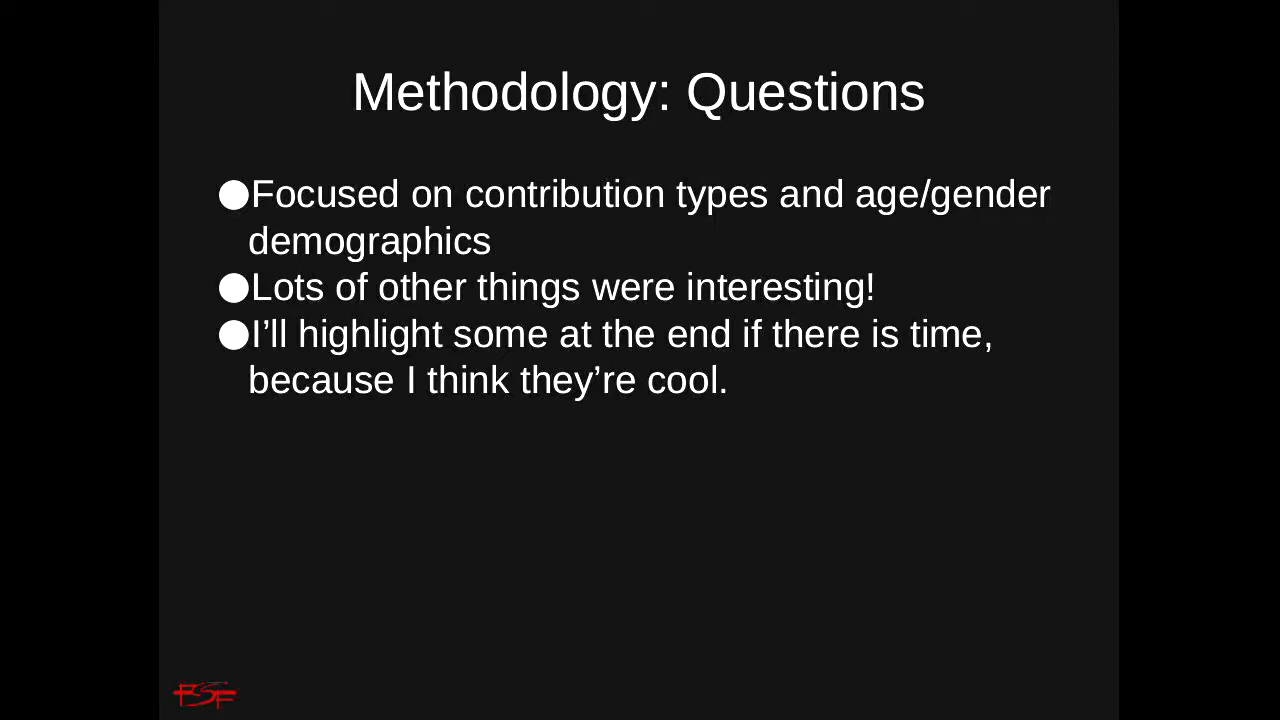 Methodology: Questions
●Focused on contribution types and age/gender
demographics
●Lots of other things were interesting!
●I’ll highlight some at the end if there is time,
because I think they’re cool.
FSF